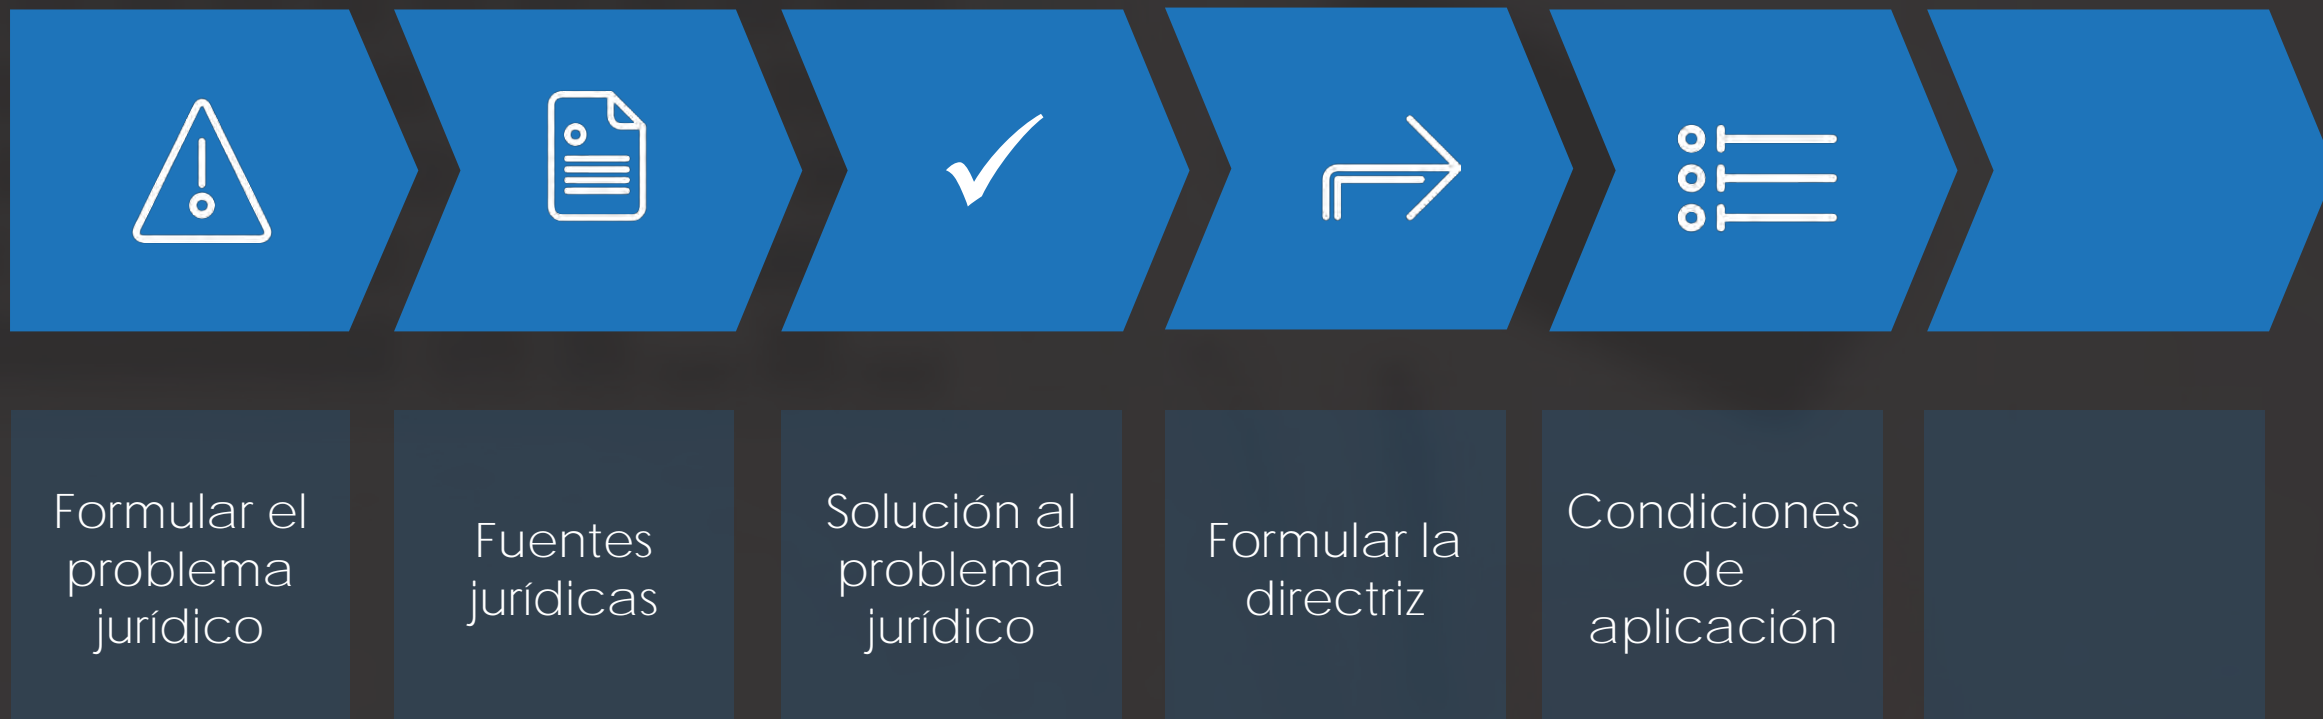 Formular el
problema
jurídico
Fuentes
jurídicas
Solución al
problema
jurídico
Formular la
directriz
Condiciones
de
aplicación